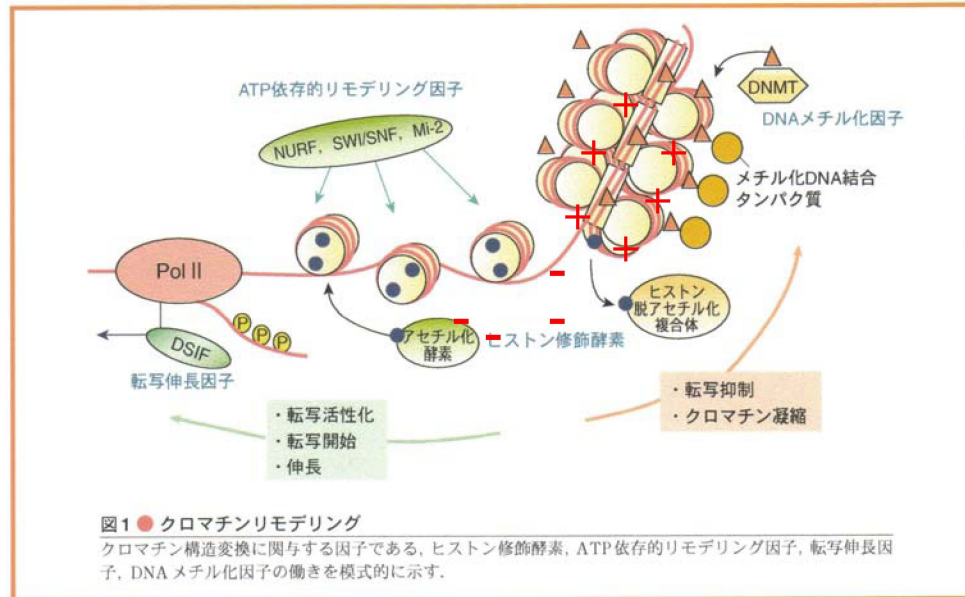 ATP依存的リモデリング因子
NURF, SWI/SNF, Mi-2
DNMT
DNAメチル化因子
メチル化DNA結合
タンパク質
Pol II
P P P
DSIF
転写伸長因子
アセチル化
酵素
ヒストン修飾酵素
ヒストン
脱アセチル化
複合体
・転写活性化
・転写開始
・伸長
・転写抑制
・クロマチン凝縮
+ + + + + +
- - - -
図1 ● クロマチンリモデリング
クロマチン構造変換に関与する因子である, ヒストン修飾酵素, ATP依存的リモデリング因子, 転写伸長因
子, DNAメチル化因子の働きを模式的に示す.